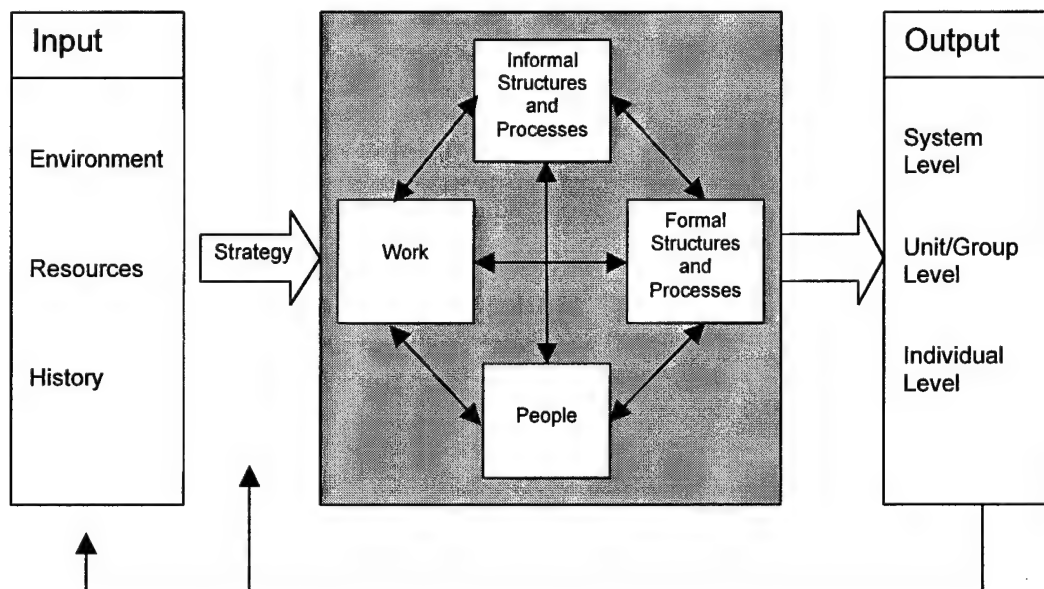 Input
Environment
Resources
History
Strategy
Informal
Structures
and
Processes
Work
Formal
Structures
and
Processes
People
Output
System
Level
Unit/Group
Level
Individual
Level